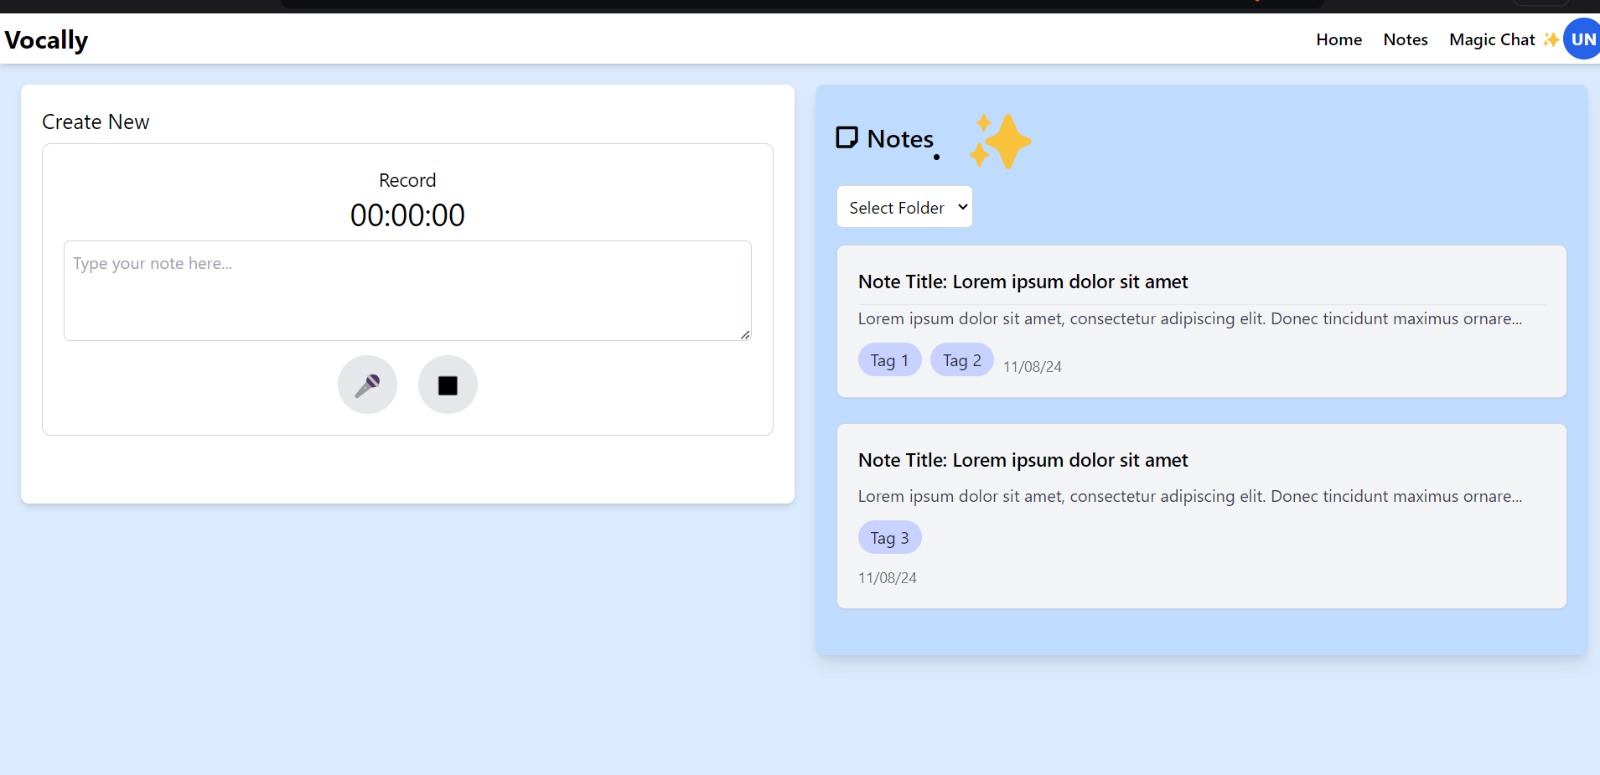 Vocally
Home Notes Magic Chat ✨ UN
Create New
Record
00:00:00
Type your note here...
Notes
Select Folder
Note Title: Lorem ipsum dolor sit amet
Lorem ipsum dolor sit amet, consectetur adipiscing elit. Donec tincidunt maximus ornare...
Tag 1 Tag 2 11/08/24
Note Title: Lorem ipsum dolor sit amet
Lorem ipsum dolor sit amet, consectetur adipiscing elit. Donec tincidunt maximus ornare...
Tag 3
11/08/24